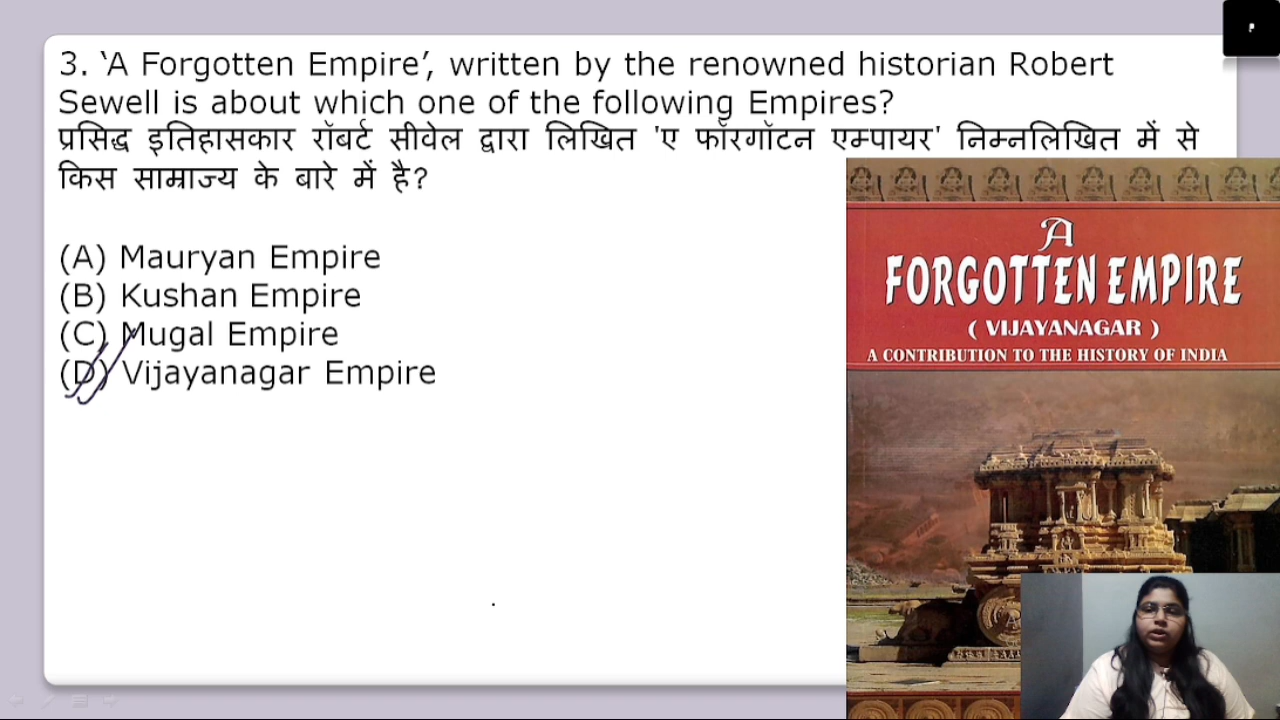 3. ‘A Forgotten Empire’, written by the renowned historian Robert
Sewell is about which one of the following Empires?
प्रसिद्ध इतिहासकार रॉबर्ट सीवेल द्वारा लिखित 'ए फॉरगॉटन एम्पायर' निम्नलिखित में से
किस साम्राज्य के बारे में है?
(A) Mauryan Empire
(B) Kushan Empire
(C) Mugal Empire
(D) Vijayanagar Empire
A
FORGOTTEN EMPIRE
( VIJAYANAGAR )
A CONTRIBUTION TO THE HISTORY OF INDIA